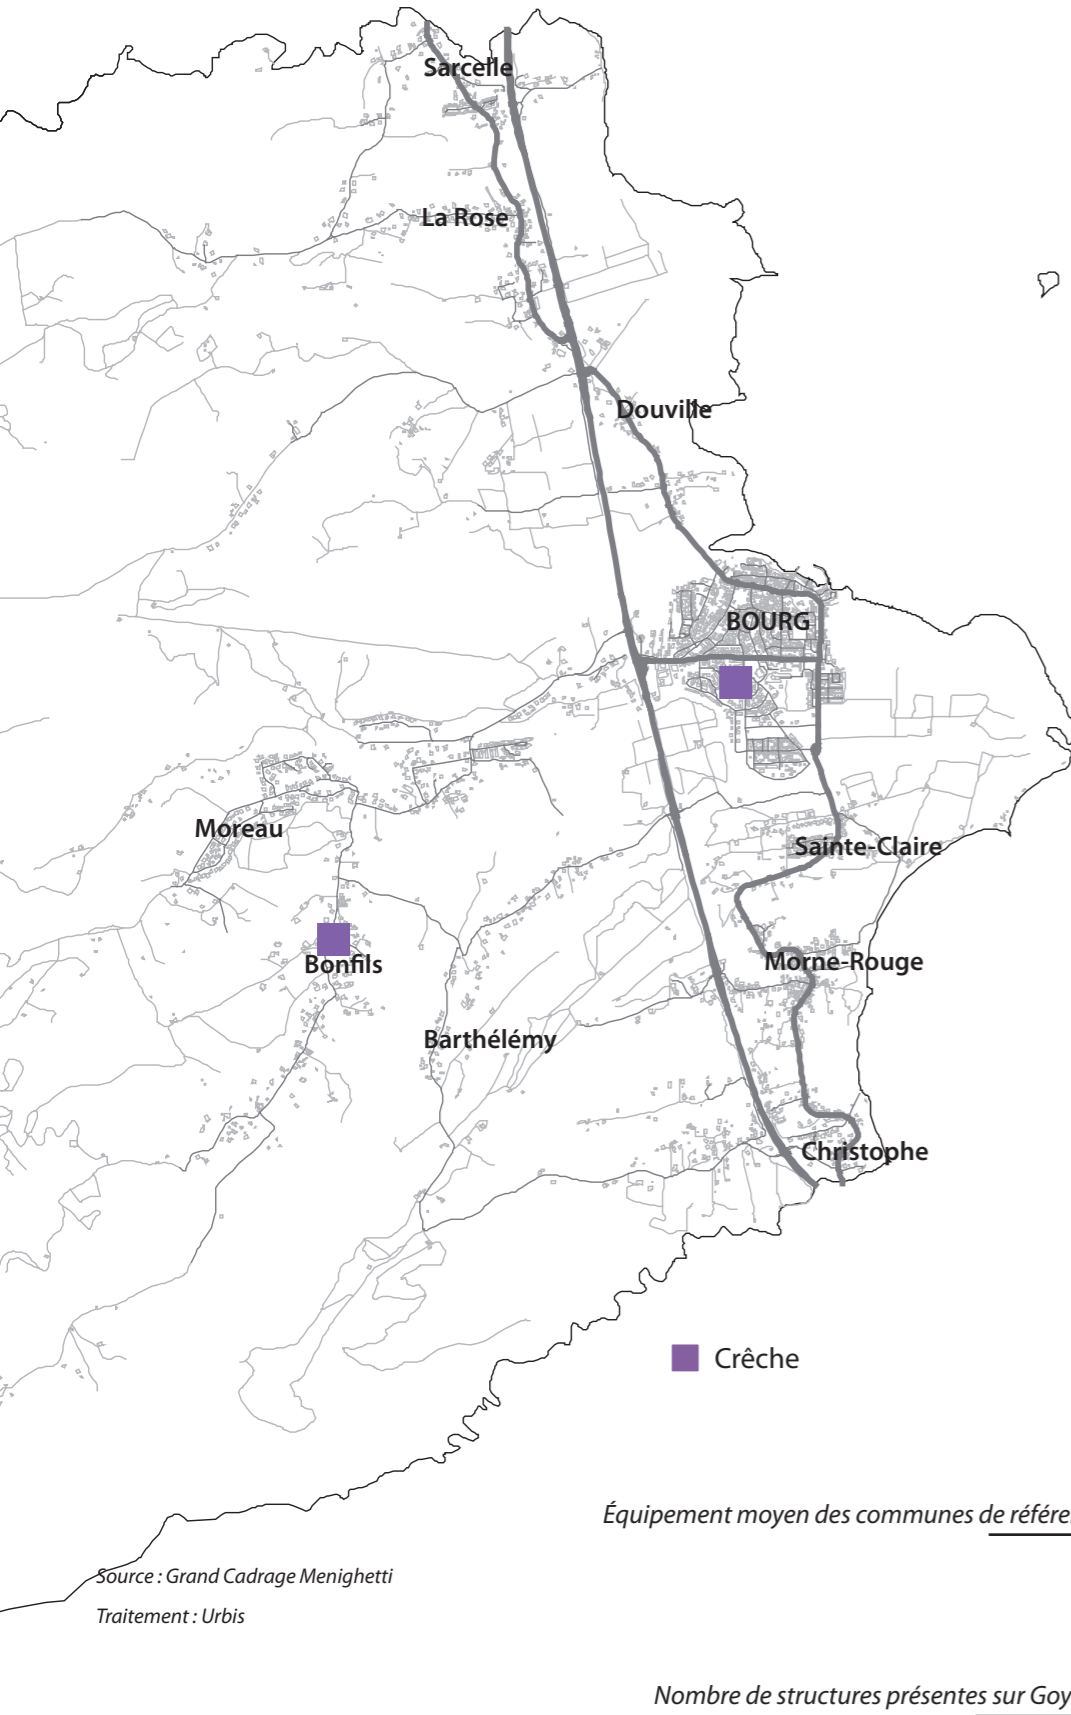 Sarcelle
La Rose
Douville
BOURG
Moreau
Sainte-Claire
Bonfils
Morne-Rouge
Barthélémy
Christophe
Crêche
Équipement moyen des communes de référe
Source : Grand Cadrage Menighetti
Traitement : Urbis
Nombre de structures présentes sur Goy